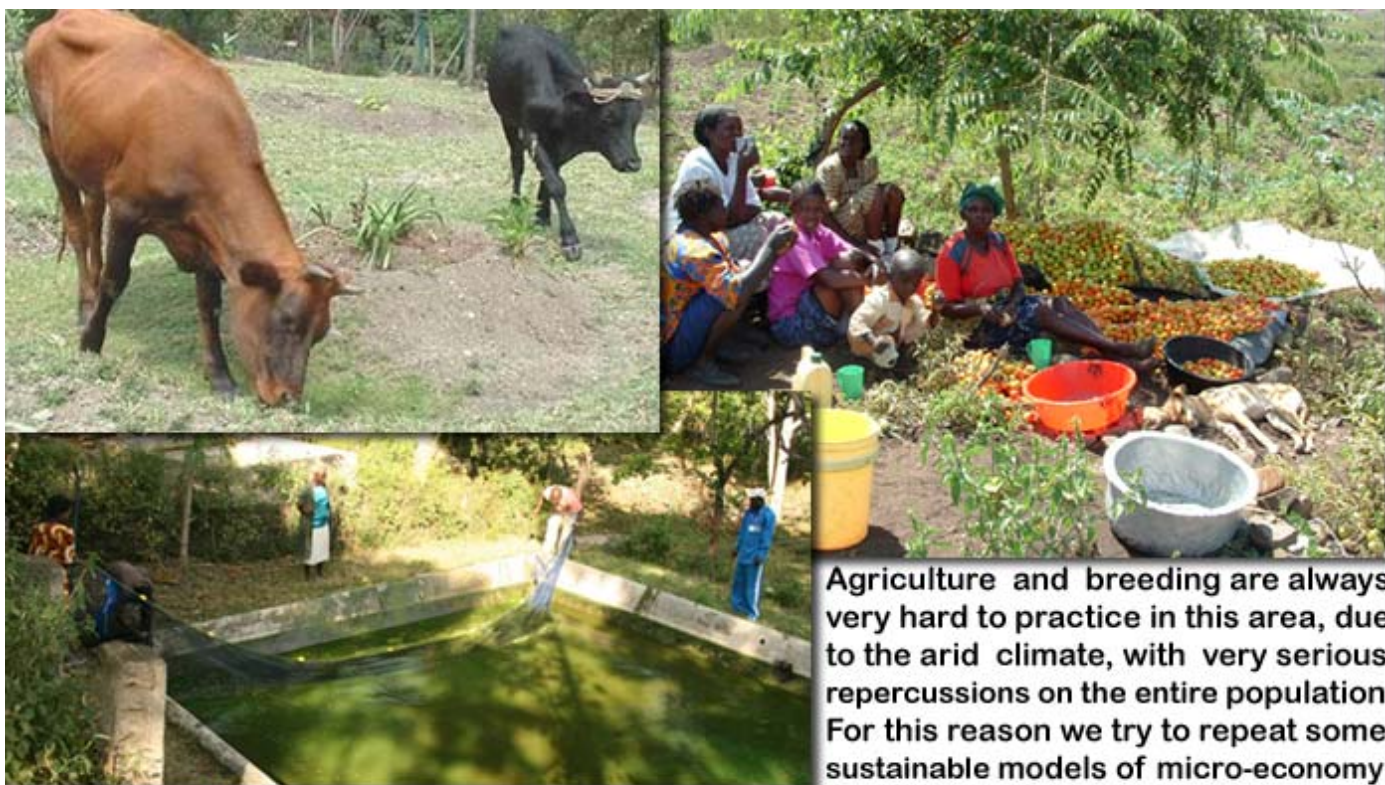 Agriculture and breeding are always
very hard to practice in this area, due
to the arid climate, with very serious
repercussions on the entire population
For this reason we try to repeat some
sustainable models of micro-economy